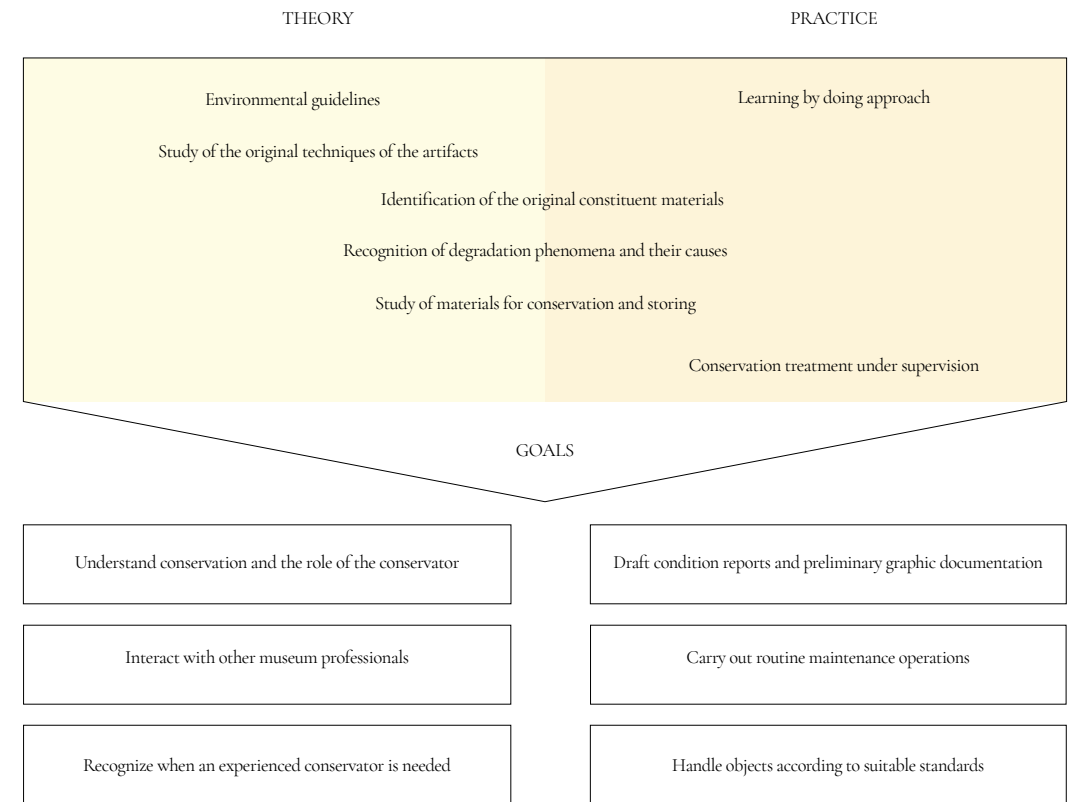 THEORY
PRACTICE
Environmental guidelines
Learning by doing approach
Study of the original techniques of the artifacts
Identification of the original constituent materials
Recognition of degradation phenomena and their causes
Study of materials for conservation and storing
Conservation treatment under supervision
GOALS
Understand conservation and the role of the conservator
Draft condition reports and preliminary graphic documentation
Interact with other museum professionals
Carry out routine maintenance operations
Recognize when an experienced conservator is needed
Handle objects according to suitable standards